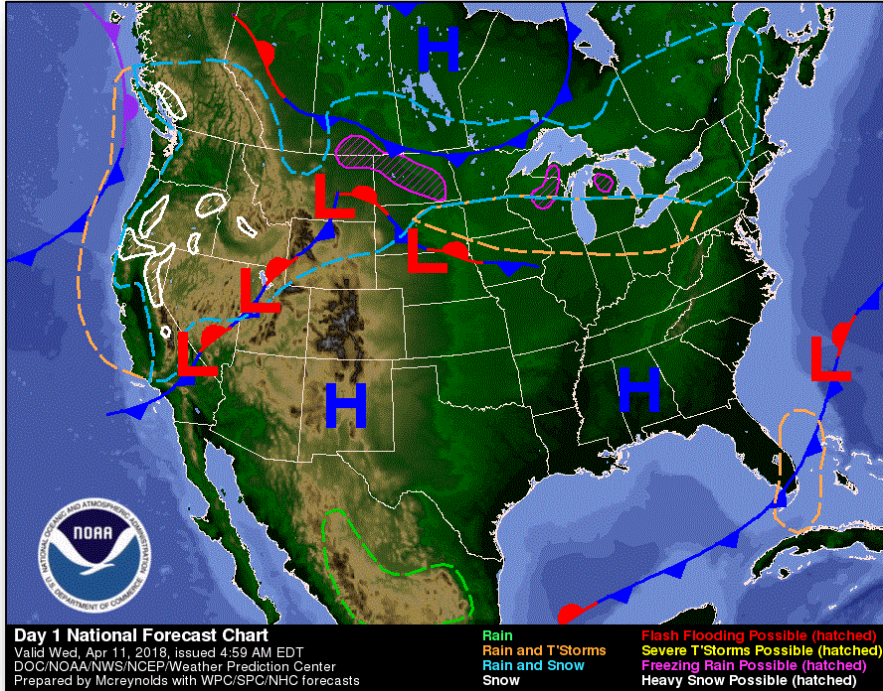 H
L
L
L
L
L
H
H
NOAA
NATIONAL OCEANIC AND ATMOSPHERIC ADMINISTRATION
U.S. DEPARTMENT OF COMMERCE
Day 1 National Forecast Chart
Valid Wed, Apr 11, 2018, issued 4:59 AM EDT
DOC/NOAA/NWS/NCEP/Weather Prediction Center
Prepared by Mcreynolds with WPC/SPC/NHC forecasts
Rain
Rain and T'Storms
Rain and Snow
Snow
Flash Flooding Possible (hatched)
Severe T'Storms Possible (hatched)
Freezing Rain Possible (hatched)
Heavy Snow Possible (hatched)